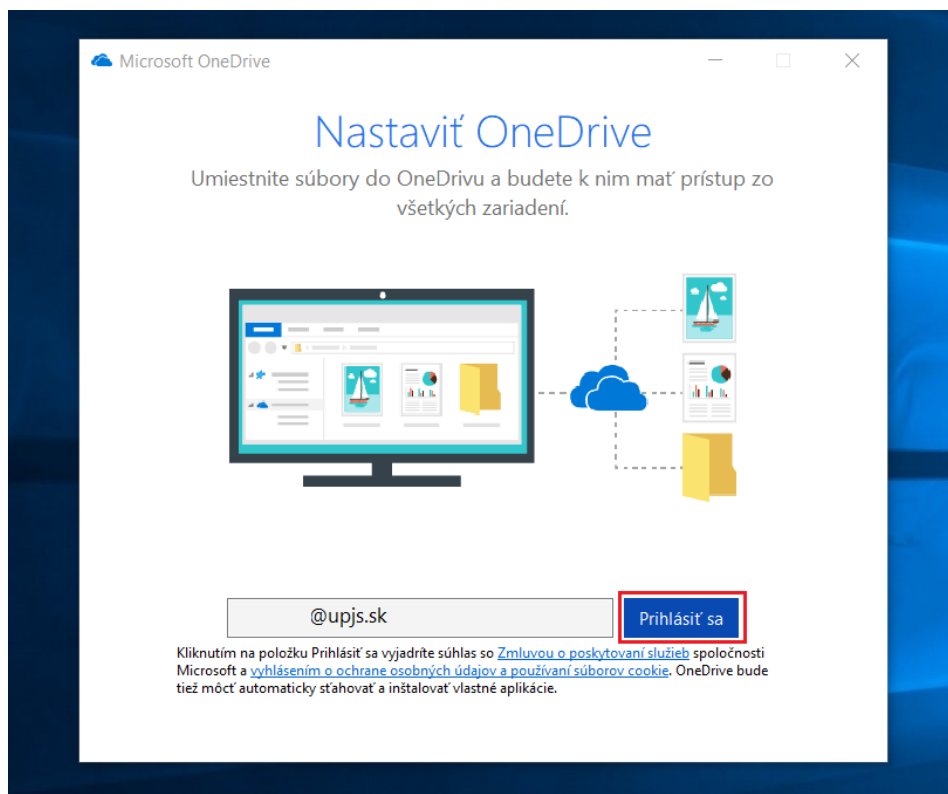 Microsoft OneDrive
Nastaviť OneDrive
Umiestnite súbory do OneDrivu a budete k nim mať prístup zo
všetkých zariadení.
@upjs.sk
Prihlásiť sa
Kliknutím na položku Prihlásiť sa vyjadríte súhlas so Zmluvou o poskytovaní služieb spoločnosti
Microsoft a vyhlásením o ochrane osobných údajov a používaní súborov cookie. OneDrive bude
tiež môcť automaticky sťahovať a inštalovať vlastné aplikácie.